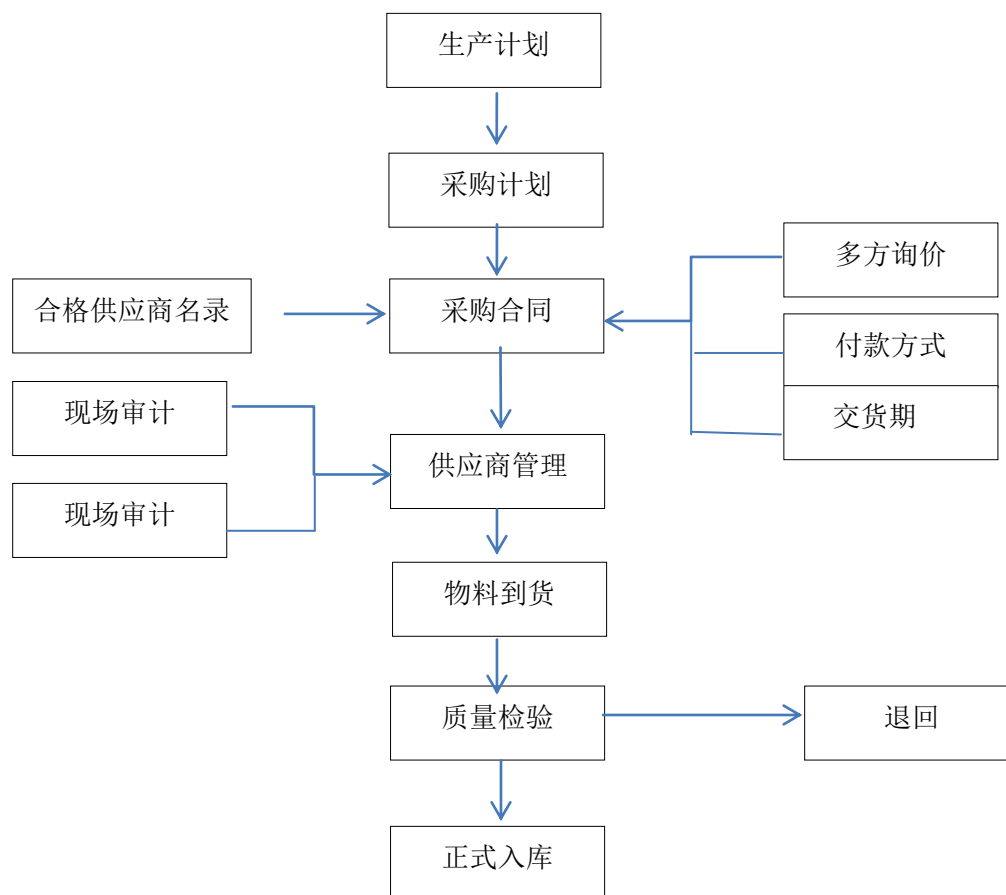 生产计划
采购计划
多方询价
合格供应商名录
采购合同
付款方式
现场审计
交货期
供应商管理
现场审计
物料到货
质量检验
退回
正式入库